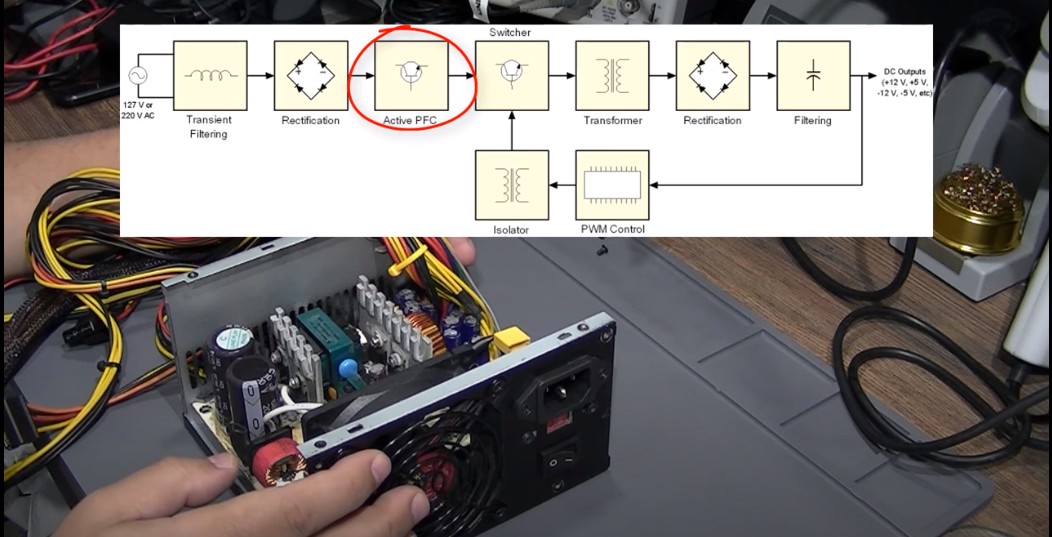 Switcher
127 V or
220 V AC
Transient
Filtering
Rectification
Active PFC
Transformer
Rectification
Filtering
DC Outputs
(+12 V, +5 V,
-12 V, -5 V, etc)
Isolator
PWM Control